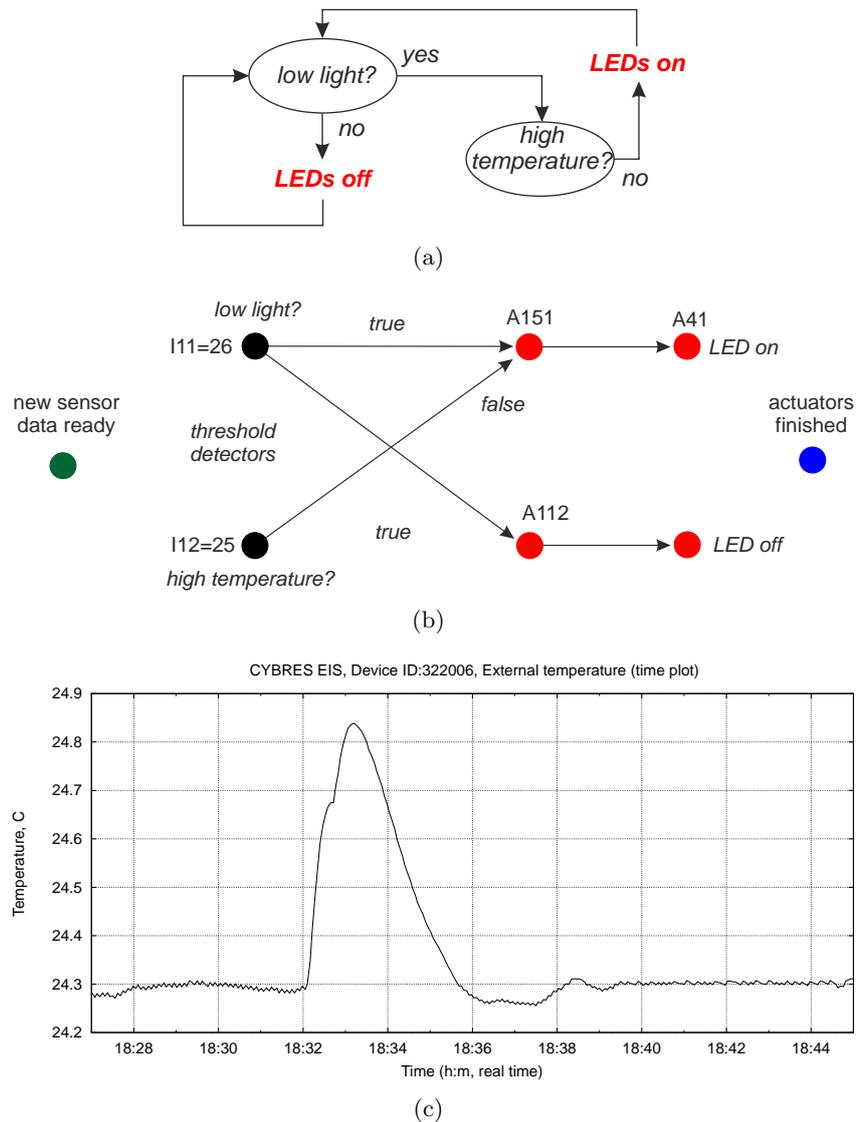 low light?
yes
LEDs on
no
high
temperature?
LEDs off
no
(a)
low light?
true
A151
A41
I11=26
LED on
new sensor
data ready
threshold
detectors
false
actuators
finished
A112
I12=25
true
LED off
high temperature?
(b)
CYBRES EIS, Device ID:322006, External temperature (time plot)
24.9
24.8
24.7
24.6
24.5
24.4
24.3
24.2
Temperature, C
18:28 18:30 18:32 18:34 18:36 18:38 18:40 18:42 18:44
Time (h:m, real time)
(c)